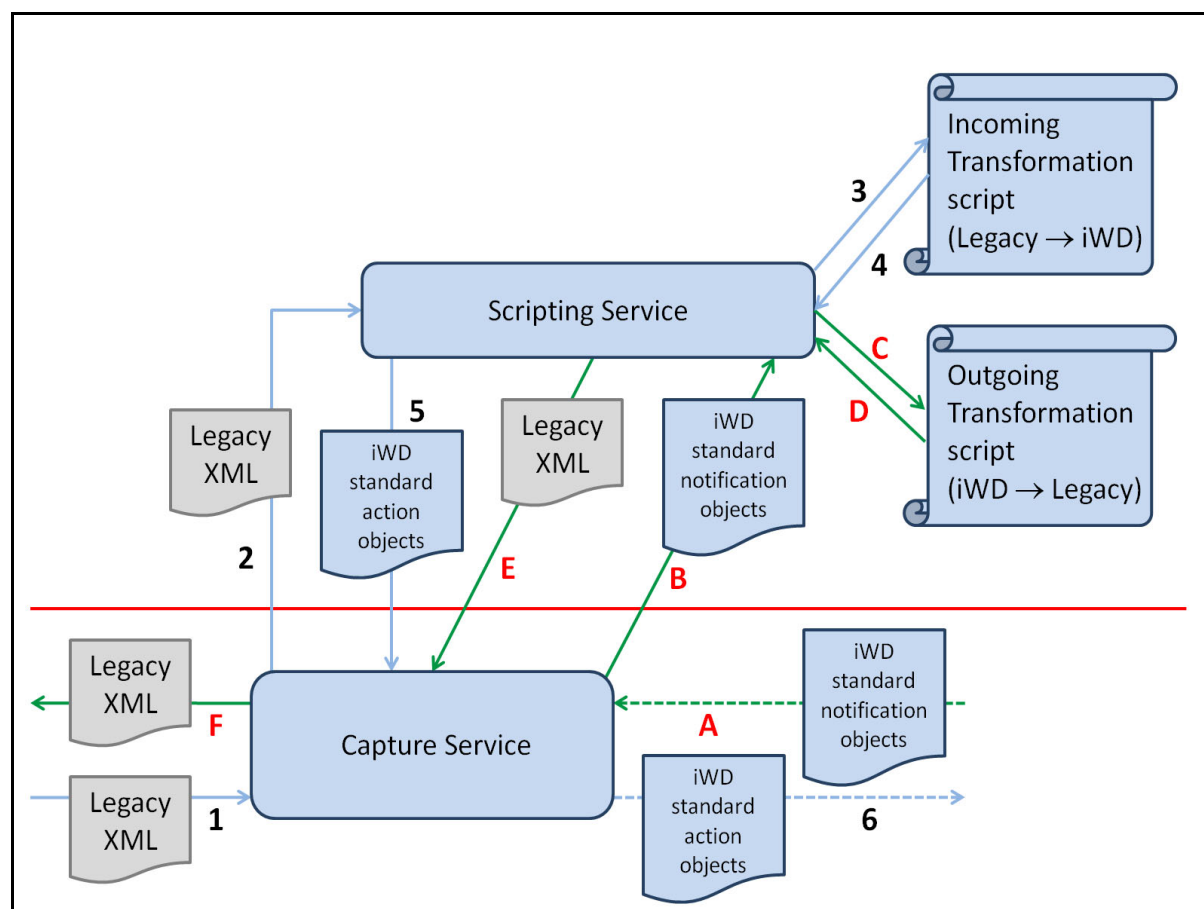 Incoming
Transformation
script
(Legacy → iWD)
3
4
Scripting Service
C
D
Outgoing
Transformation
script
(iWD → Legacy)
5
Legacy
XML
iWD
standard
action
objects
Legacy
XML
iWD
standard
notification
objects
2
E
B
Legacy
XML
F
Capture Service
A
iWD
standard
notification
objects
Legacy
XML
1
iWD
standard
action
objects
6